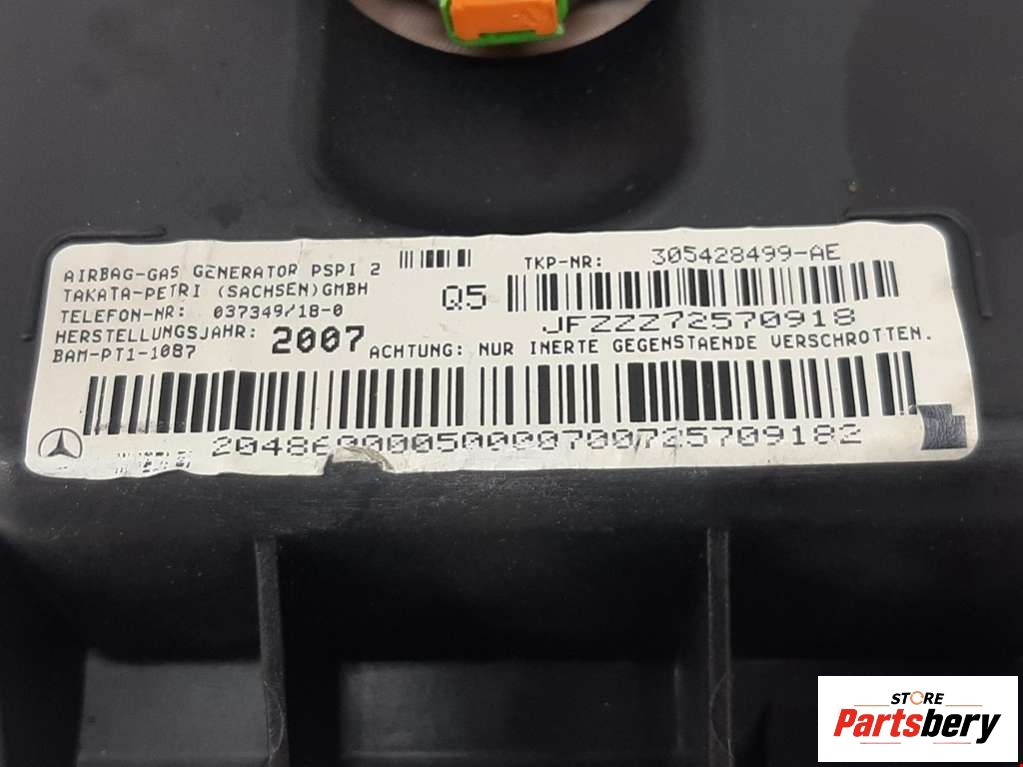 AIRBAG-GAS GENERATOR PSPI 2
TAKATA-PETRI (SACHSEN)GMBH
TELEFON-NR: 037349/18-0
HERSTELLUNGSJAHR: 2007
BAM-PT1-1087
Q5
TKP-NR: 305428499-AE
JFZZZ72570918
ACHTUNG: NUR INERTE GEGENSTAENDE VERSCHROTTEN.
20486000050000700725709182
STORE
Partsbery